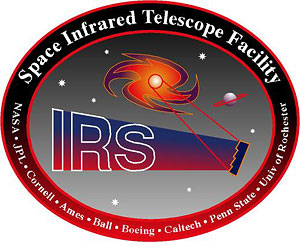 Space Infrared Telescope Facility
IRS
NASA • JPL • Cornell • Ames • Ball • Boeing • Caltech • Penn State • Univ of Rochester